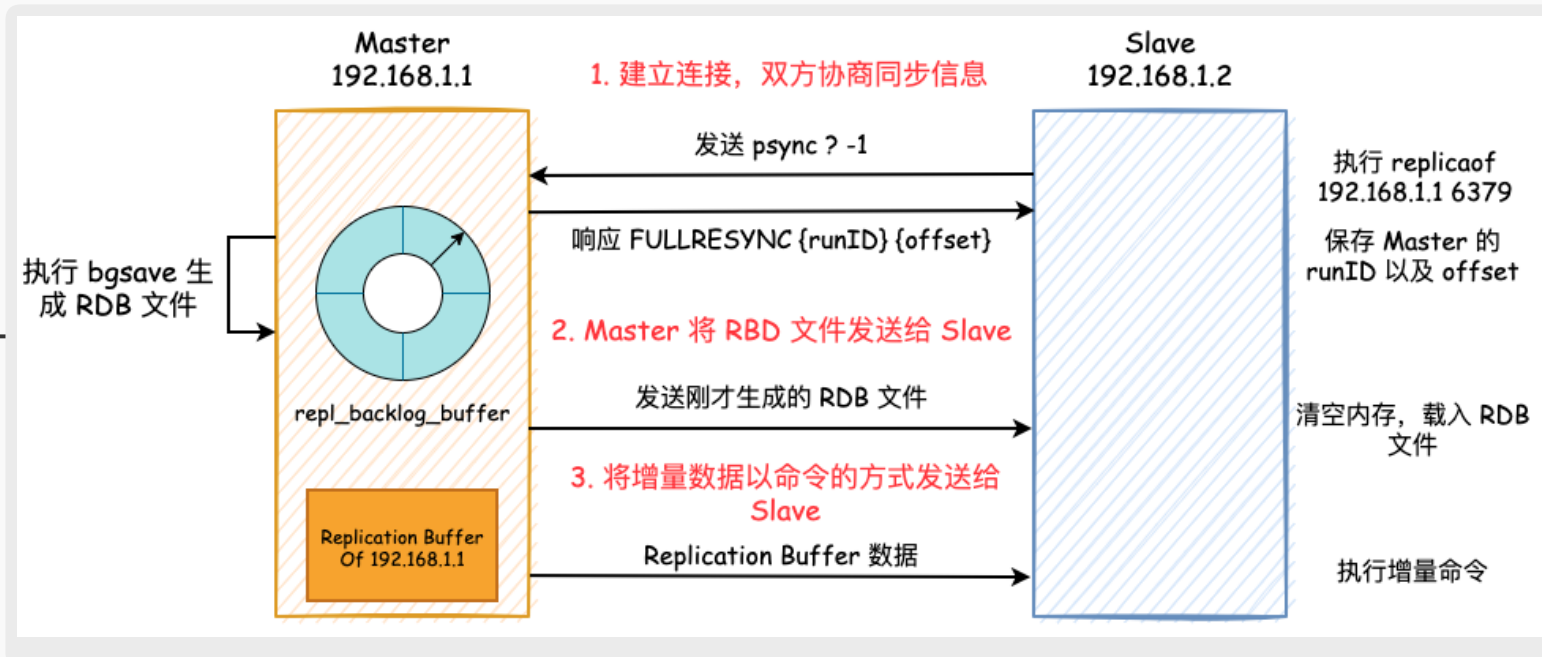 Master
192.168.1.1
Slave
192.168.1.2
1. 建立连接，双方协商同步信息
发送 psync ? -1
执行 replicaof
192.168.1.1 6379
响应 FULLRESYNC {runID} {offset}
保存 Master 的
runID 以及 offset
执行 bgsave 生
成 RDB 文件
2. Master 将 RBD 文件发送给 Slave
发送刚才生成的 RDB 文件
repl_backlog_buffer
清空内存，载入 RDB
文件
3. 将增量数据以命令的方式发送给
Slave
Replication Buffer
Of 192.168.1.1
Replication Buffer 数据
执行增量命令